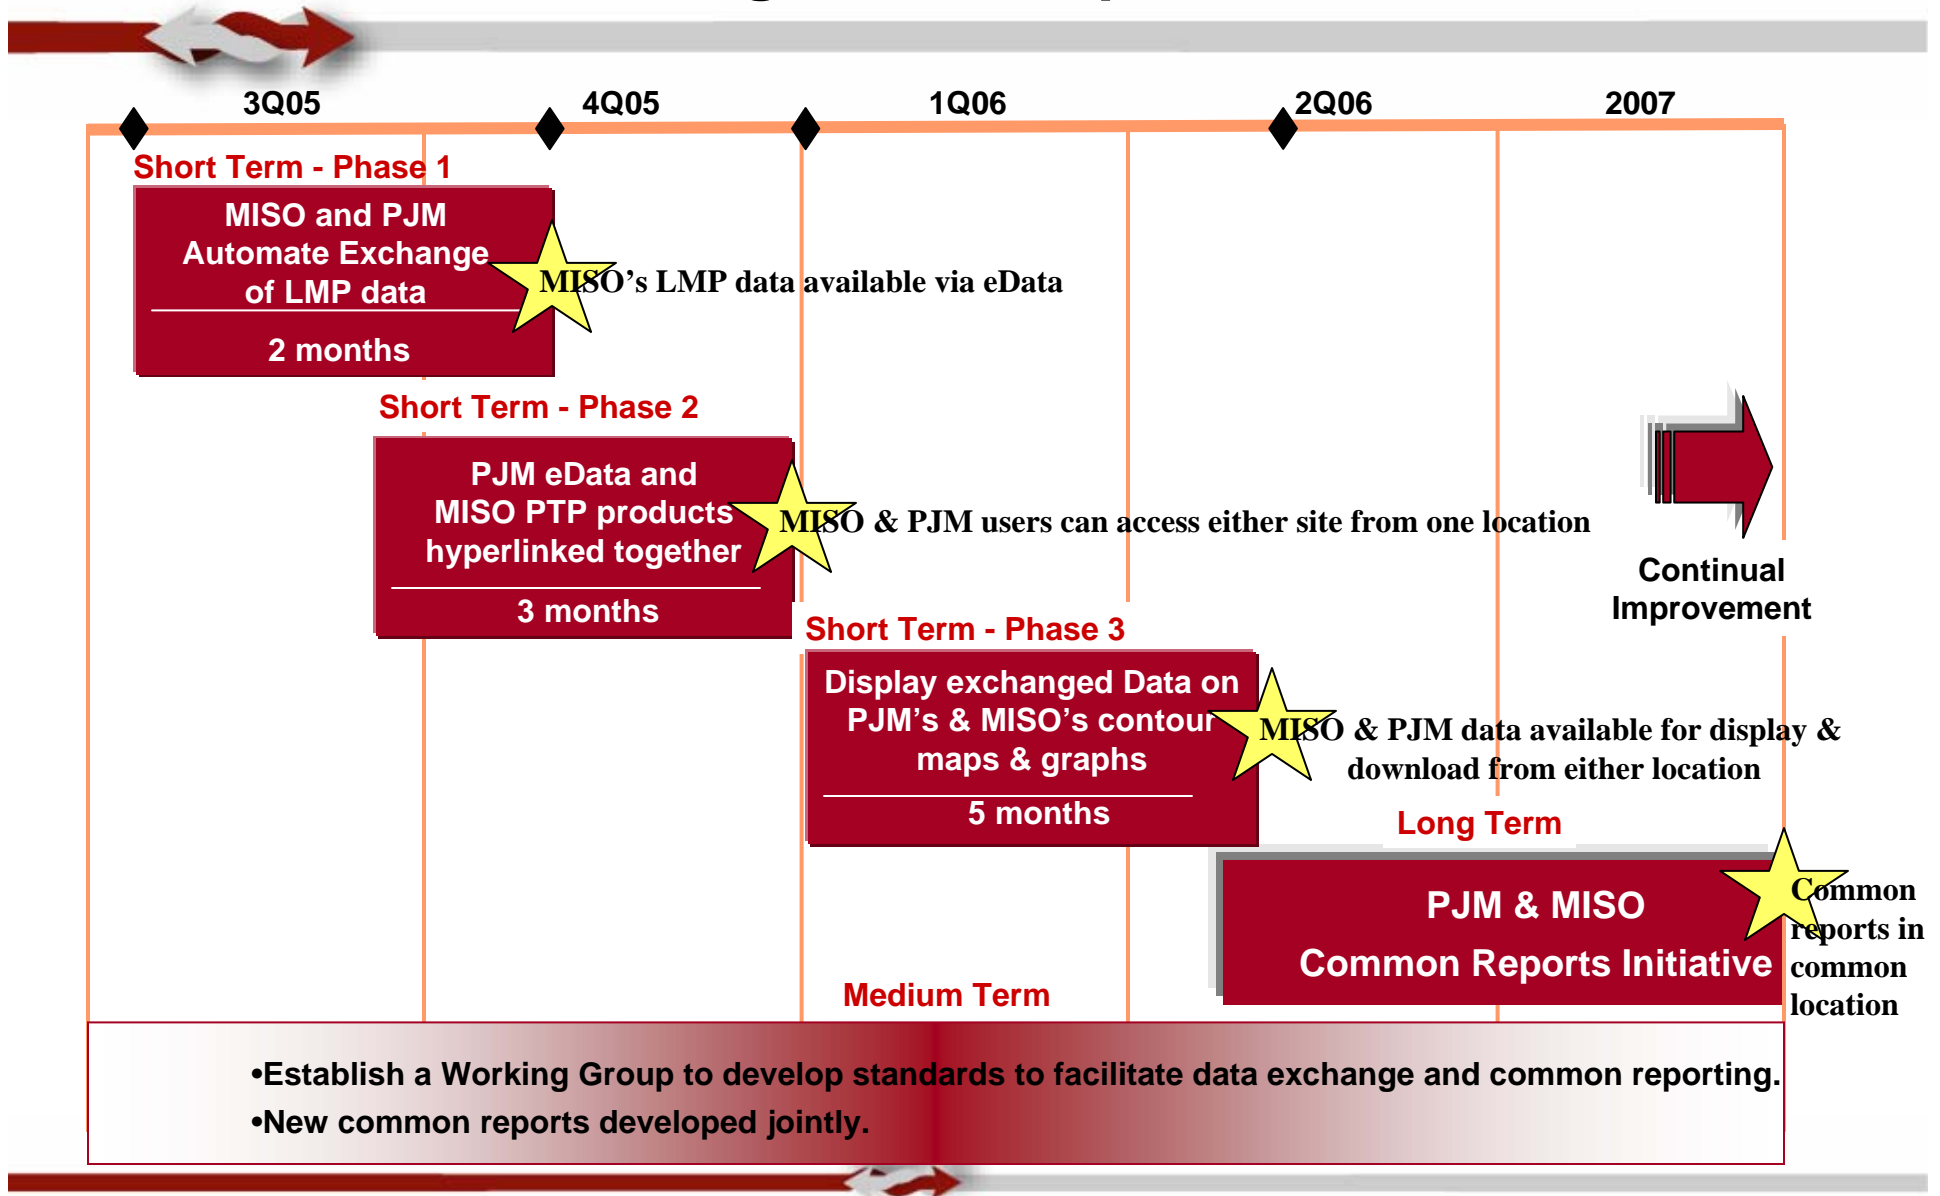 3Q05 4Q05 1Q06 2Q06 2007
Short Term - Phase 1
MISO and PJM
Automate Exchange
of LMP data
2 months
MISO’s LMP data available via eData
Short Term - Phase 2
PJM eData and
MISO PTP products
hyperlinked together
3 months
MISO & PJM users can access either site from one location
Continual
Improvement
Short Term - Phase 3
Display exchanged Data on
PJM’s & MISO’s contour
maps & graphs
5 months
MISO & PJM data available for display &
download from either location
Long Term
PJM & MISO
Common Reports Initiative
Common
reports in
common
location
Medium Term
•Establish a Working Group to develop standards to facilitate data exchange and common reporting.
•New common reports developed jointly.